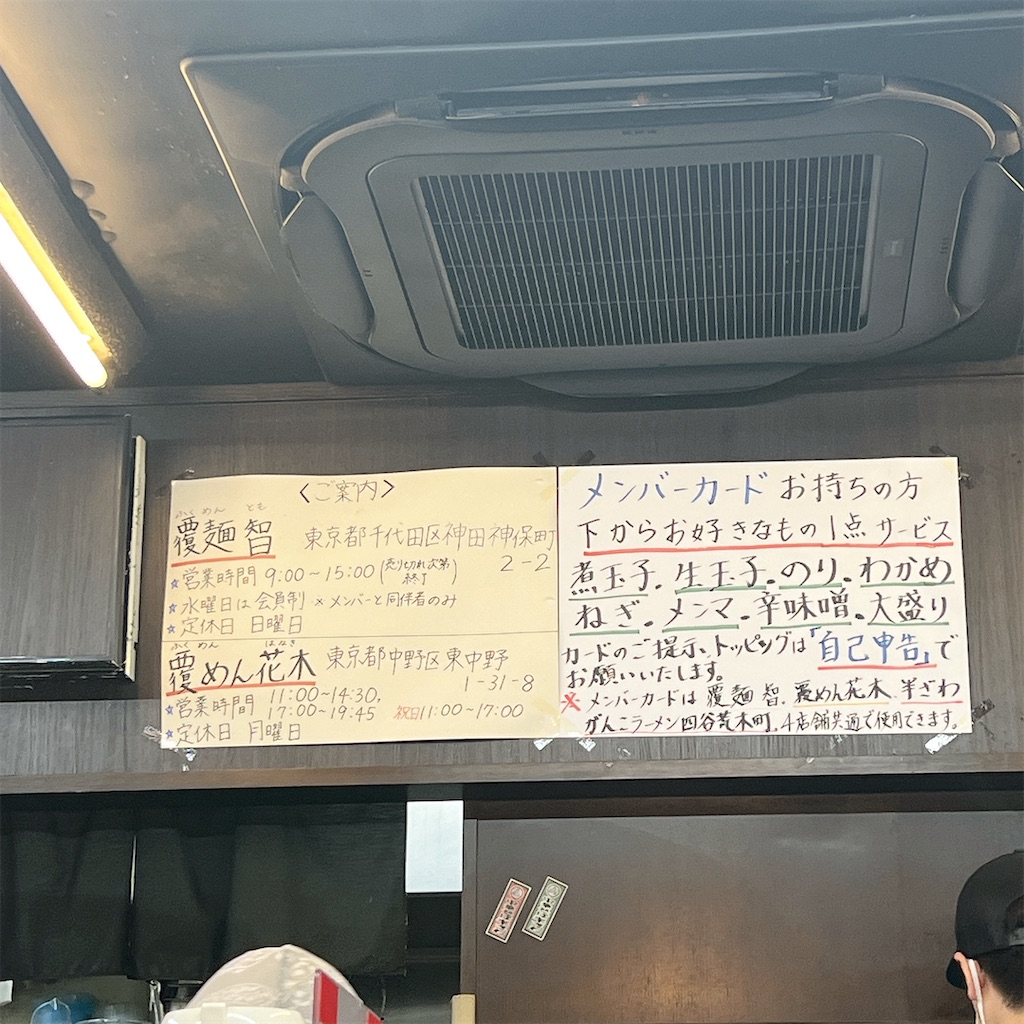 〈ご案内〉
ふくめん とも
覆麺 智 東京都千代田区神田神保町
2-2
☆営業時間 9:00~15:00(売り切れ次第終了)
☆水曜日は会員制 ×メンバーと同伴者のみ
☆定休日 日曜日
ふくめん はなき
覆めん花木 東京都中野区東中野
1-31-8
☆営業時間 11:00~14:30,
17:00~19:45 祝日11:00~17:00
☆定休日 月曜日
メンバーカード お持ちの方
下からお好きなもの1点サービス
煮玉子.生玉子.のり.わかめ
ねぎ.メンマ.辛味噌.大盛り
カードのご提示、トッピングは「自己申告」で
お願いいたします。
※メンバーカードは 覆麺 智、覆めん花木、半ざわ
がんこラーメン四谷荒木町、4店舗共通で使用できます。